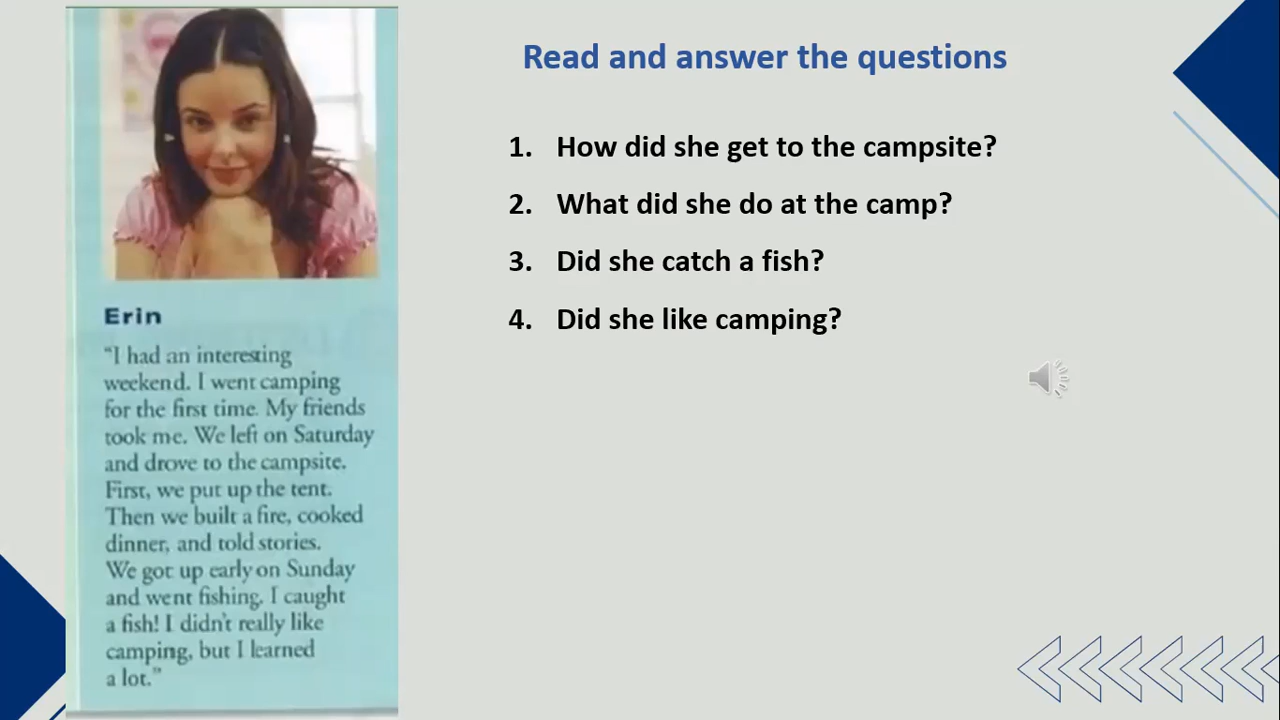 Erin
"I had an interesting
weekend. I went camping
for the first time. My friends
took me. We left on Saturday
and drove to the campsite.
First, we put up the tent.
Then we built a fire, cooked
dinner, and told stories.
We got up early on Sunday
and went fishing. I caught
a fish! I didn't really like
camping, but I learned
a lot."
Read and answer the questions
1. How did she get to the campsite?
2. What did she do at the camp?
3. Did she catch a fish?
4. Did she like camping?